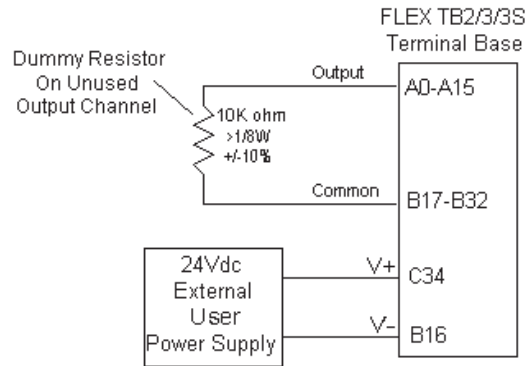 FLEX TB2/3/3S
Terminal Base
Dummy Resistor
On Unused
Output Channel
Output
A0-A15
10K ohm
>1/8W
+/-10%
Common
B17-B32
24Vdc
External
User
Power Supply
V+
C34
V-
B16